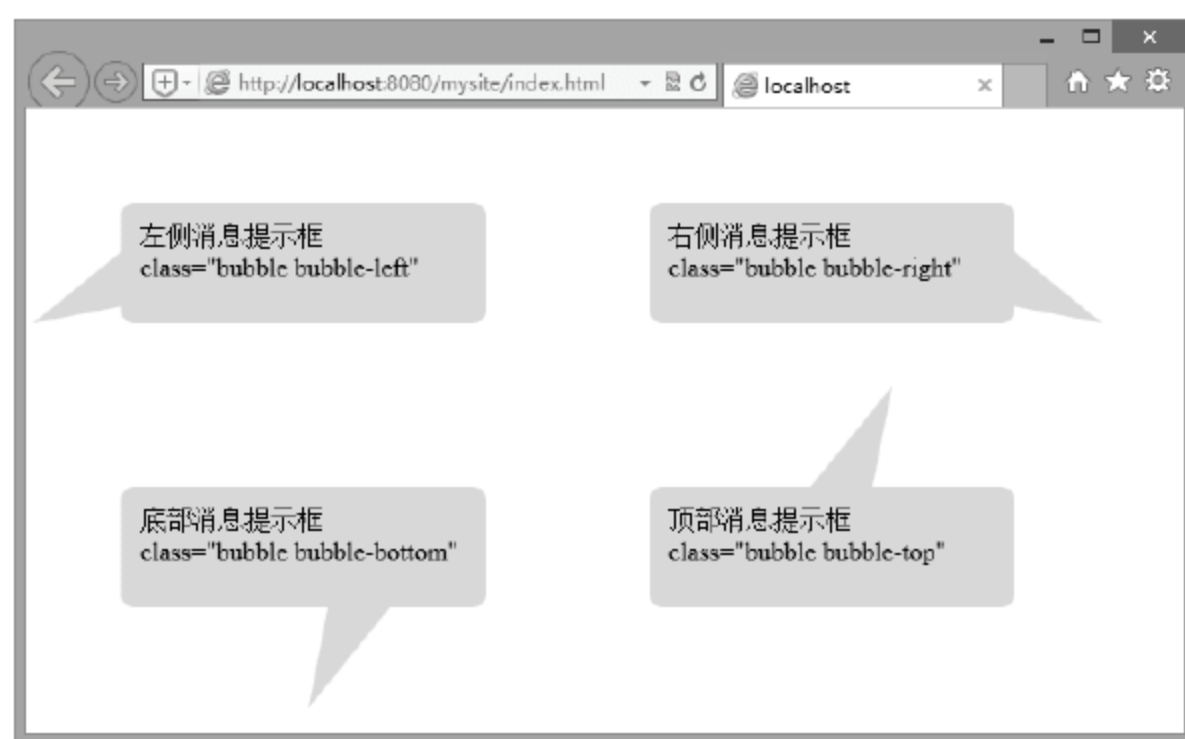 http://localhost:8080/mysite/index.html
localhost
左侧消息提示框
class="bubble bubble-left"
右侧消息提示框
class="bubble bubble-right"
底部消息提示框
class="bubble bubble-bottom"
顶部消息提示框
class="bubble bubble-top"